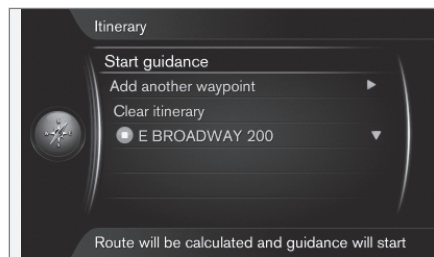 Itinerary
Start guidance
Add another waypoint
Clear itinerary
E BROADWAY 200
Route will be calculated and guidance will start